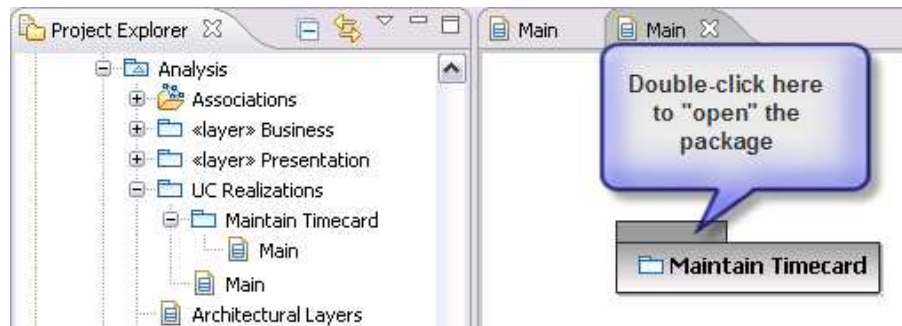 Project Explorer
Analysis
Associations
«layer» Business
«layer» Presentation
UC Realizations
Maintain Timecard
Main
Main
Architectural Layers
Main
Main
Double-click here
to "open" the
package
Maintain Timecard